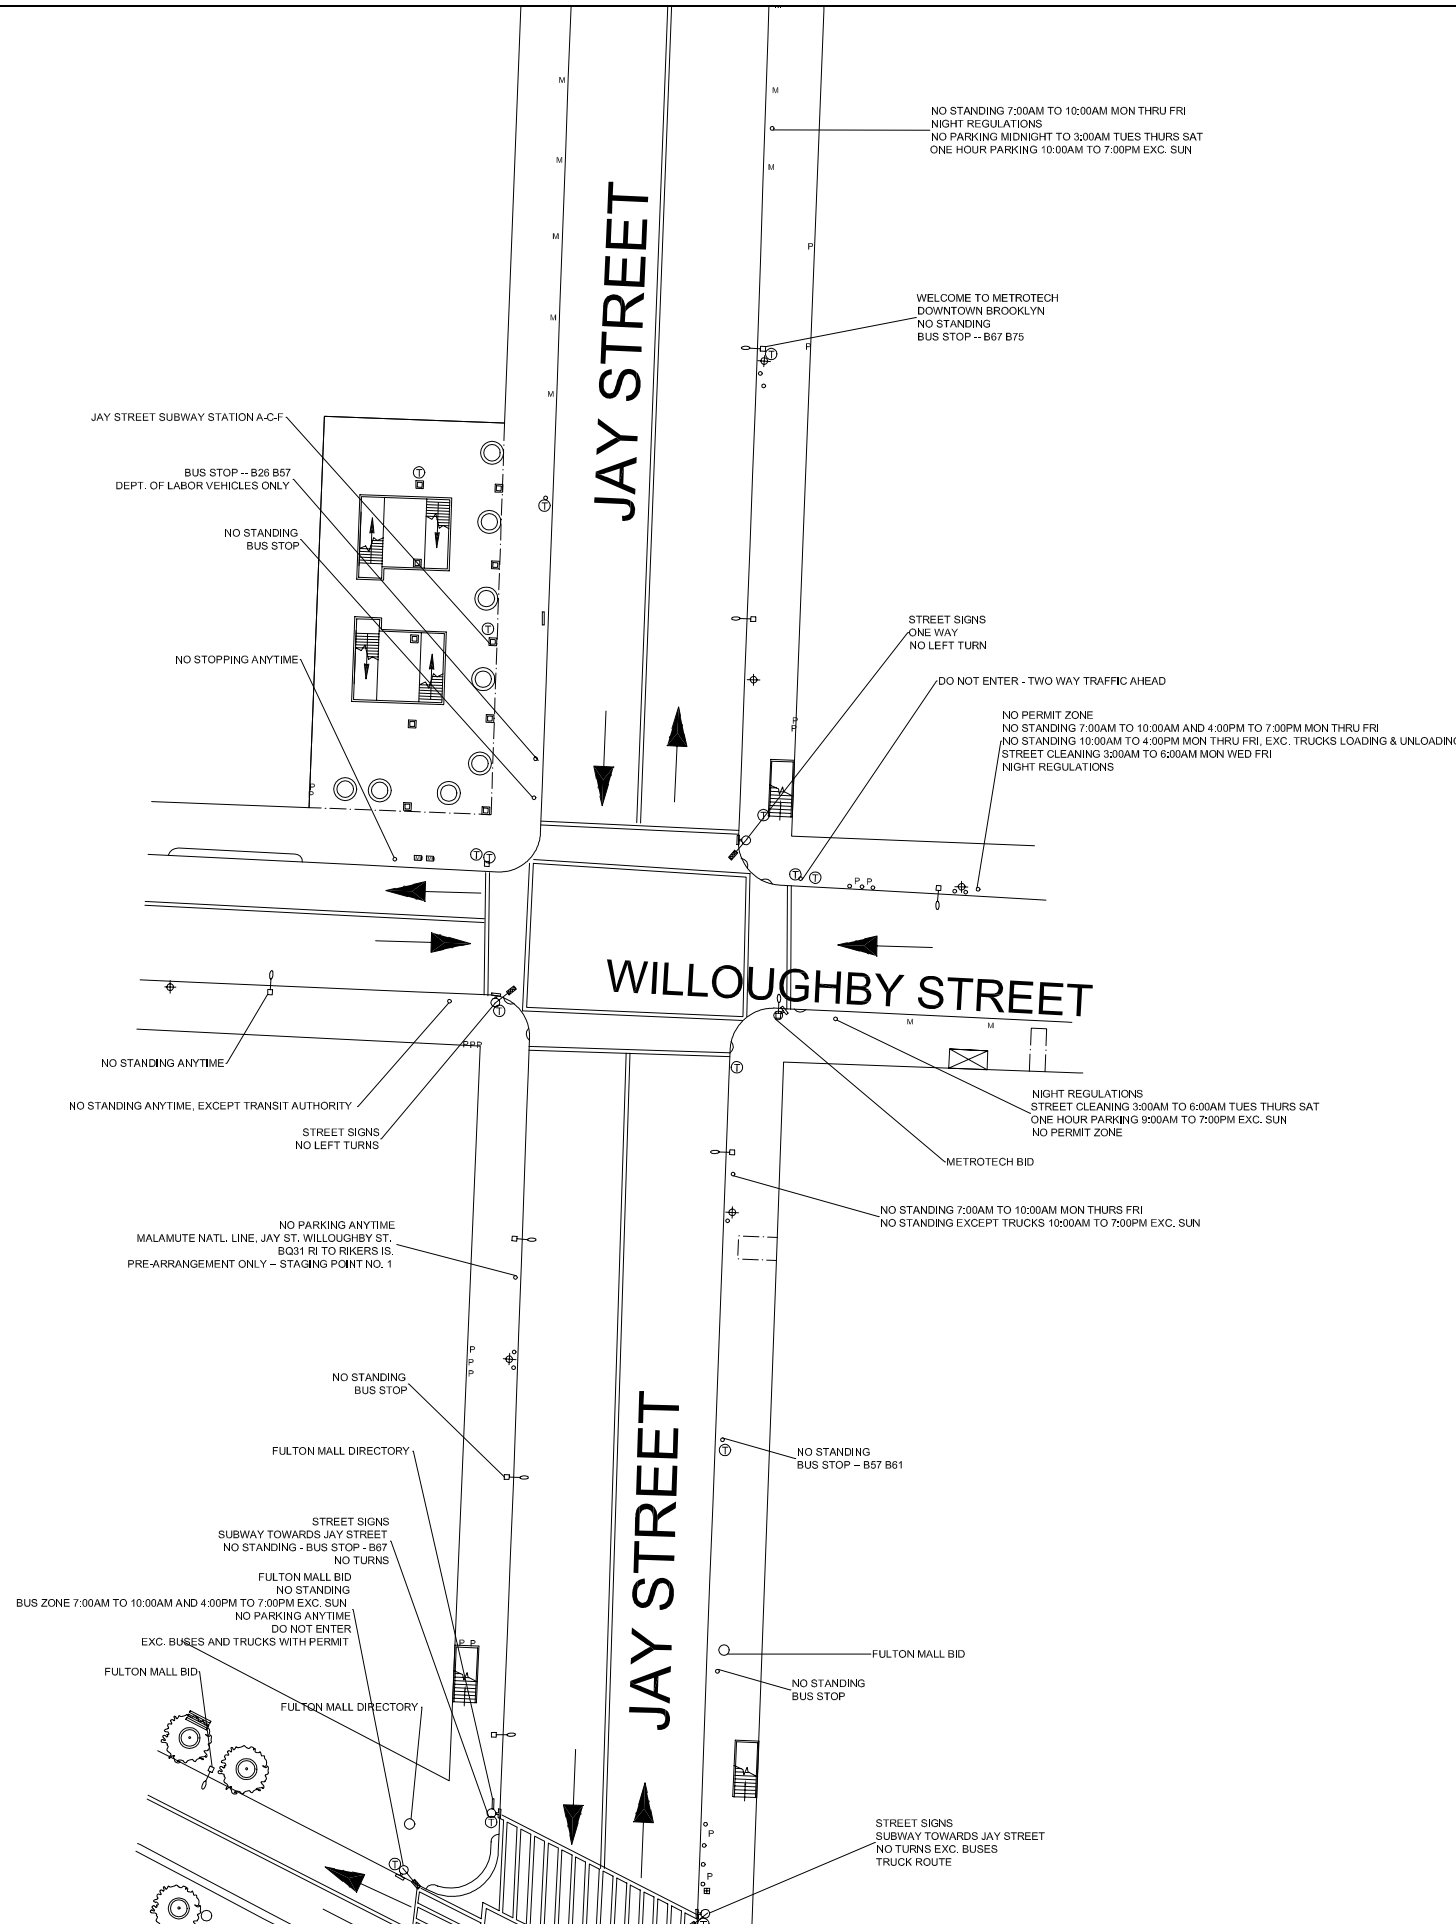 NO STANDING 7:00AM TO 10:00AM MON THRU FRI
NIGHT REGULATIONS
NO PARKING MIDNIGHT TO 3:00AM TUES THURS SAT
ONE HOUR PARKING 10:00AM TO 7:00PM EXC. SUN
JAY STREET
WELCOME TO METROTECH
DOWNTOWN BROOKLYN
NO STANDING
BUS STOP -- B67 B75
JAY STREET SUBWAY STATION A-C-F
BUS STOP -- B26 B57
DEPT. OF LABOR VEHICLES ONLY
NO STANDING
BUS STOP
NO STOPPING ANYTIME
STREET SIGNS
ONE WAY
NO LEFT TURN
DO NOT ENTER - TWO WAY TRAFFIC AHEAD
NO PERMIT ZONE
NO STANDING 7:00AM TO 10:00AM AND 4:00PM TO 7:00PM MON THRU FRI
NO STANDING 10:00AM TO 4:00PM MON THRU FRI, EXC. TRUCKS LOADING & UNLOADING
STREET CLEANING 3:00AM TO 6:00AM MON WED FRI
NIGHT REGULATIONS
WILLOUGHBY STREET
NO STANDING ANYTIME
NO STANDING ANYTIME, EXCEPT TRANSIT AUTHORITY
STREET SIGNS
NO LEFT TURNS
NIGHT REGULATIONS
STREET CLEANING 3:00AM TO 6:00AM TUES THURS SAT
ONE HOUR PARKING 9:00AM TO 7:00PM EXC. SUN
NO PERMIT ZONE
METROTECH BID
NO STANDING 7:00AM TO 10:00AM MON THURS FRI
NO STANDING EXCEPT TRUCKS 10:00AM TO 7:00PM EXC. SUN
NO PARKING ANYTIME
MALAMUTE NATL. LINE, JAY ST. WILLOUGHBY ST.
BQ31 RI TO RIKERS IS.
PRE-ARRANGEMENT ONLY – STAGING POINT NO. 1
NO STANDING
BUS STOP
JAY STREET
FULTON MALL DIRECTORY
NO STANDING
BUS STOP – B57 B61
STREET SIGNS
SUBWAY TOWARDS JAY STREET
NO STANDING - BUS STOP - B67
NO TURNS
FULTON MALL BID
NO STANDING
BUS ZONE 7:00AM TO 10:00AM AND 4:00PM TO 7:00PM EXC. SUN
NO PARKING ANYTIME
DO NOT ENTER
EXC. BUSES AND TRUCKS WITH PERMIT
FULTON MALL BID
FULTON MALL DIRECTORY
FULTON MALL BID
NO STANDING
BUS STOP
STREET SIGNS
SUBWAY TOWARDS JAY STREET
NO TURNS EXC. BUSES
TRUCK ROUTE